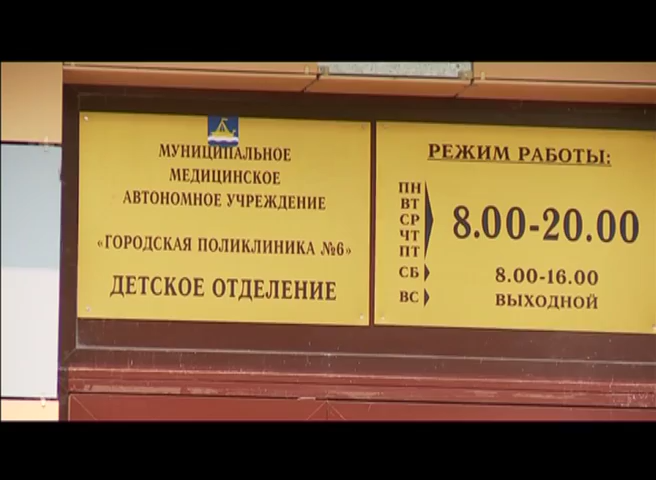 МУНИЦИПАЛЬНОЕ
МЕДИЦИНСКОЕ
АВТОНОМНОЕ УЧРЕЖДЕНИЕ
«ГОРОДСКАЯ ПОЛИКЛИНИКА №6»
ДЕТСКОЕ ОТДЕЛЕНИЕ
РЕЖИМ РАБОТЫ:
ПН
ВТ
СР
ЧТ
ПТ
8.00-20.00
СБ 8.00-16.00
ВС ВЫХОДНОЙ